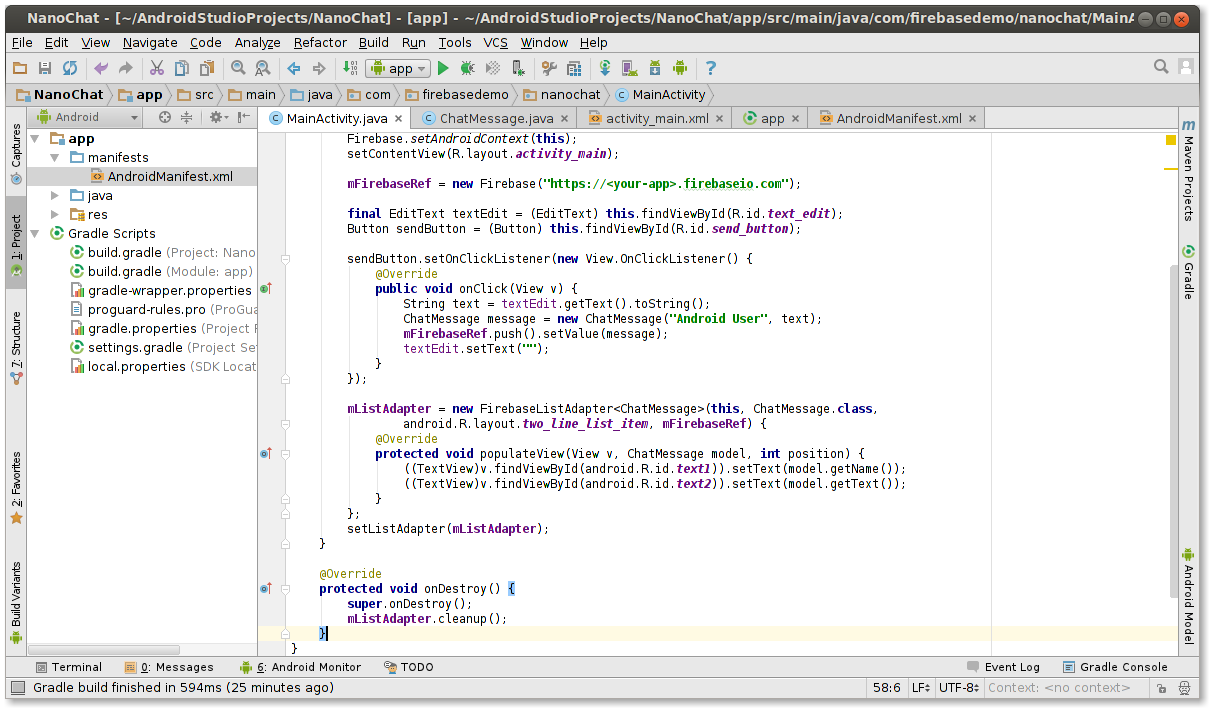 NanoChat - [~/AndroidStudioProjects/NanoChat] - [app] - ~/AndroidStudioProjects/NanoChat/app/src/main/java/com/firebasedemo/nanochat/MainA
File Edit View Navigate Code Analyze Refactor Build Run Tools VCS Window Help
app
NanoChat app src main java com firebasedemo nanochat MainActivity
Android
MainActivity.java ChatMessage.java activity_main.xml app AndroidManifest.xml
Captures
1: Project
7: Structure
2: Favorites
Build Variants
app
manifests
AndroidManifest.xml
java
res
Gradle Scripts
build.gradle (Project: Nano
build.gradle (Module: app)
gradle-wrapper.properties
proguard-rules.pro (ProGua
gradle.properties (Project F
settings.gradle (Project Set
local.properties (SDK Locat
Firebase.setAndroidContext(this);
setContentView(R.layout.activity_main);
mFirebaseRef = new Firebase("https://<your-app>.firebaseio.com");
final EditText textEdit = (EditText) this.findViewById(R.id.text_edit);
Button sendButton = (Button) this.findViewById(R.id.send_button);
sendButton.setOnClickListener(new View.OnClickListener() {
@Override
public void onClick(View v) {
String text = textEdit.getText().toString();
ChatMessage message = new ChatMessage("Android User", text);
mFirebaseRef.push().setValue(message);
textEdit.setText("");
}
});
mListAdapter = new FirebaseListAdapter<ChatMessage>(this, ChatMessage.class,
android.R.layout.two_line_list_item, mFirebaseRef) {
@Override
protected void populateView(View v, ChatMessage model, int position) {
((TextView)v.findViewById(android.R.id.text1)).setText(model.getName());
((TextView)v.findViewById(android.R.id.text2)).setText(model.getText());
}
};
setListAdapter(mListAdapter);
}
@Override
protected void onDestroy() {
super.onDestroy();
mListAdapter.cleanup();
}
}
m
Maven Projects
Gradle
Android Model
Terminal 0: Messages 6: Android Monitor TODO Event Log Gradle Console
Gradle build finished in 594ms (25 minutes ago) 58:6 LF UTF-8 Context: <no context>